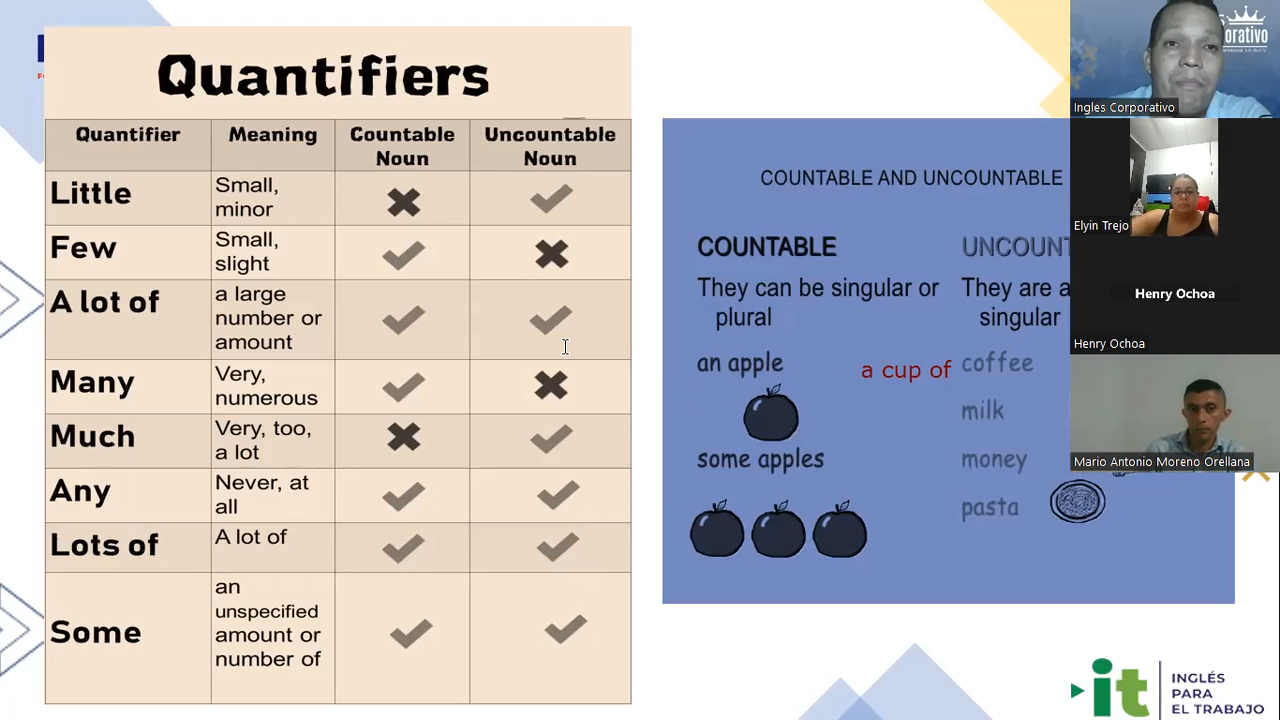 Quantifiers
Quantifier Meaning Countable Noun Uncountable Noun
Little Small, minor
Few Small, slight
A lot of a large number or amount
Many Very, numerous
Much Very, too, a lot
Any Never, at all
Lots of A lot of
Some an unspecified amount or number of
COUNTABLE AND UNCOUNTABLE
COUNTABLE
They can be singular or
plural
an apple
some apples
They are
singular
a cup of coffee
milk
money
pasta
Ingles Corporativo
Elyin Trejo
Henry Ochoa
Henry Ochoa
Mario Antonio Moreno Orellana
it
INGLÉS
PARA
EL TRABAJO